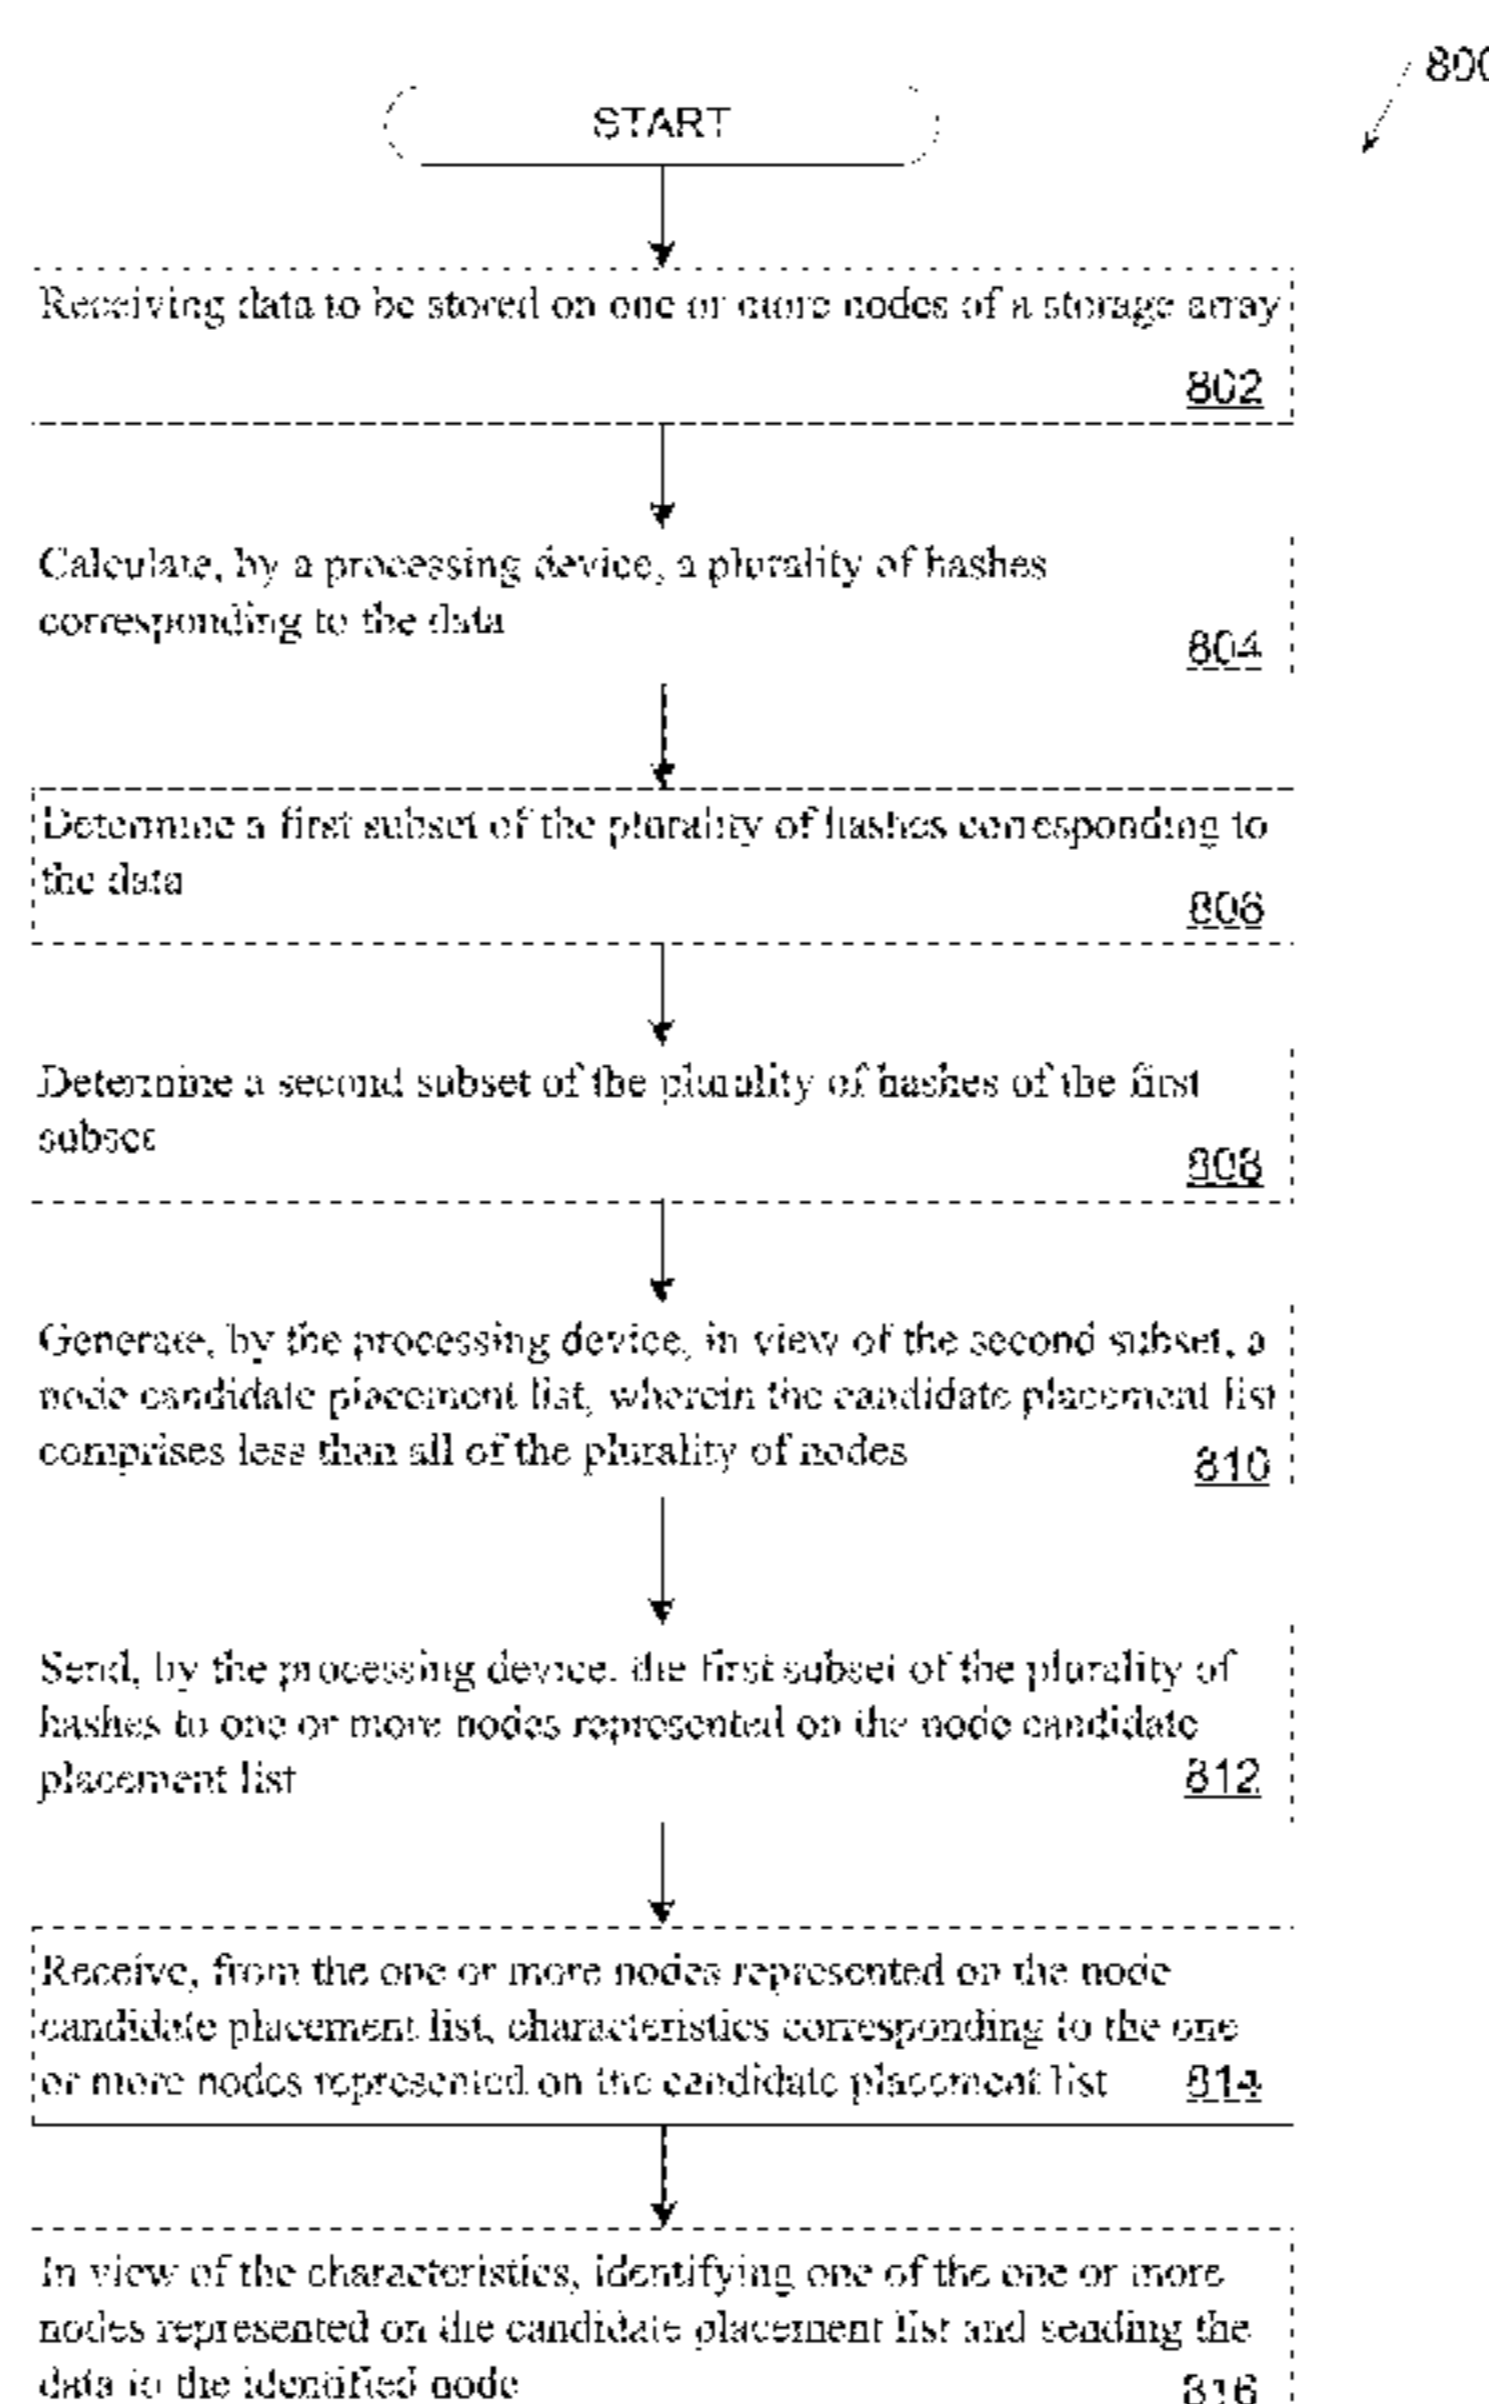 800
START
Receiving data to be stored on one or more nodes of a storage array
802
Calculate, by a processing device, a plurality of hashes
corresponding to the data
804
Determine a first subset of the plurality of hashes corresponding to
the data
806
Determine a second subset of the plurality of hashes of the first
subset
808
Generate, by the processing device, in view of the second subset, a
node candidate placement list, wherein the candidate placement list
comprises less than all of the plurality of nodes
810
Send, by the processing device, the first subset of the plurality of
hashes to one or more nodes represented on the node candidate
placement list
812
Receive, from the one or more nodes represented on the node
candidate placement list, characteristics corresponding to the one
or more nodes represented on the candidate placement list
814
In view of the characteristics, identifying one of the one or more
nodes represented on the candidate placement list and sending the
data to the identified node
816